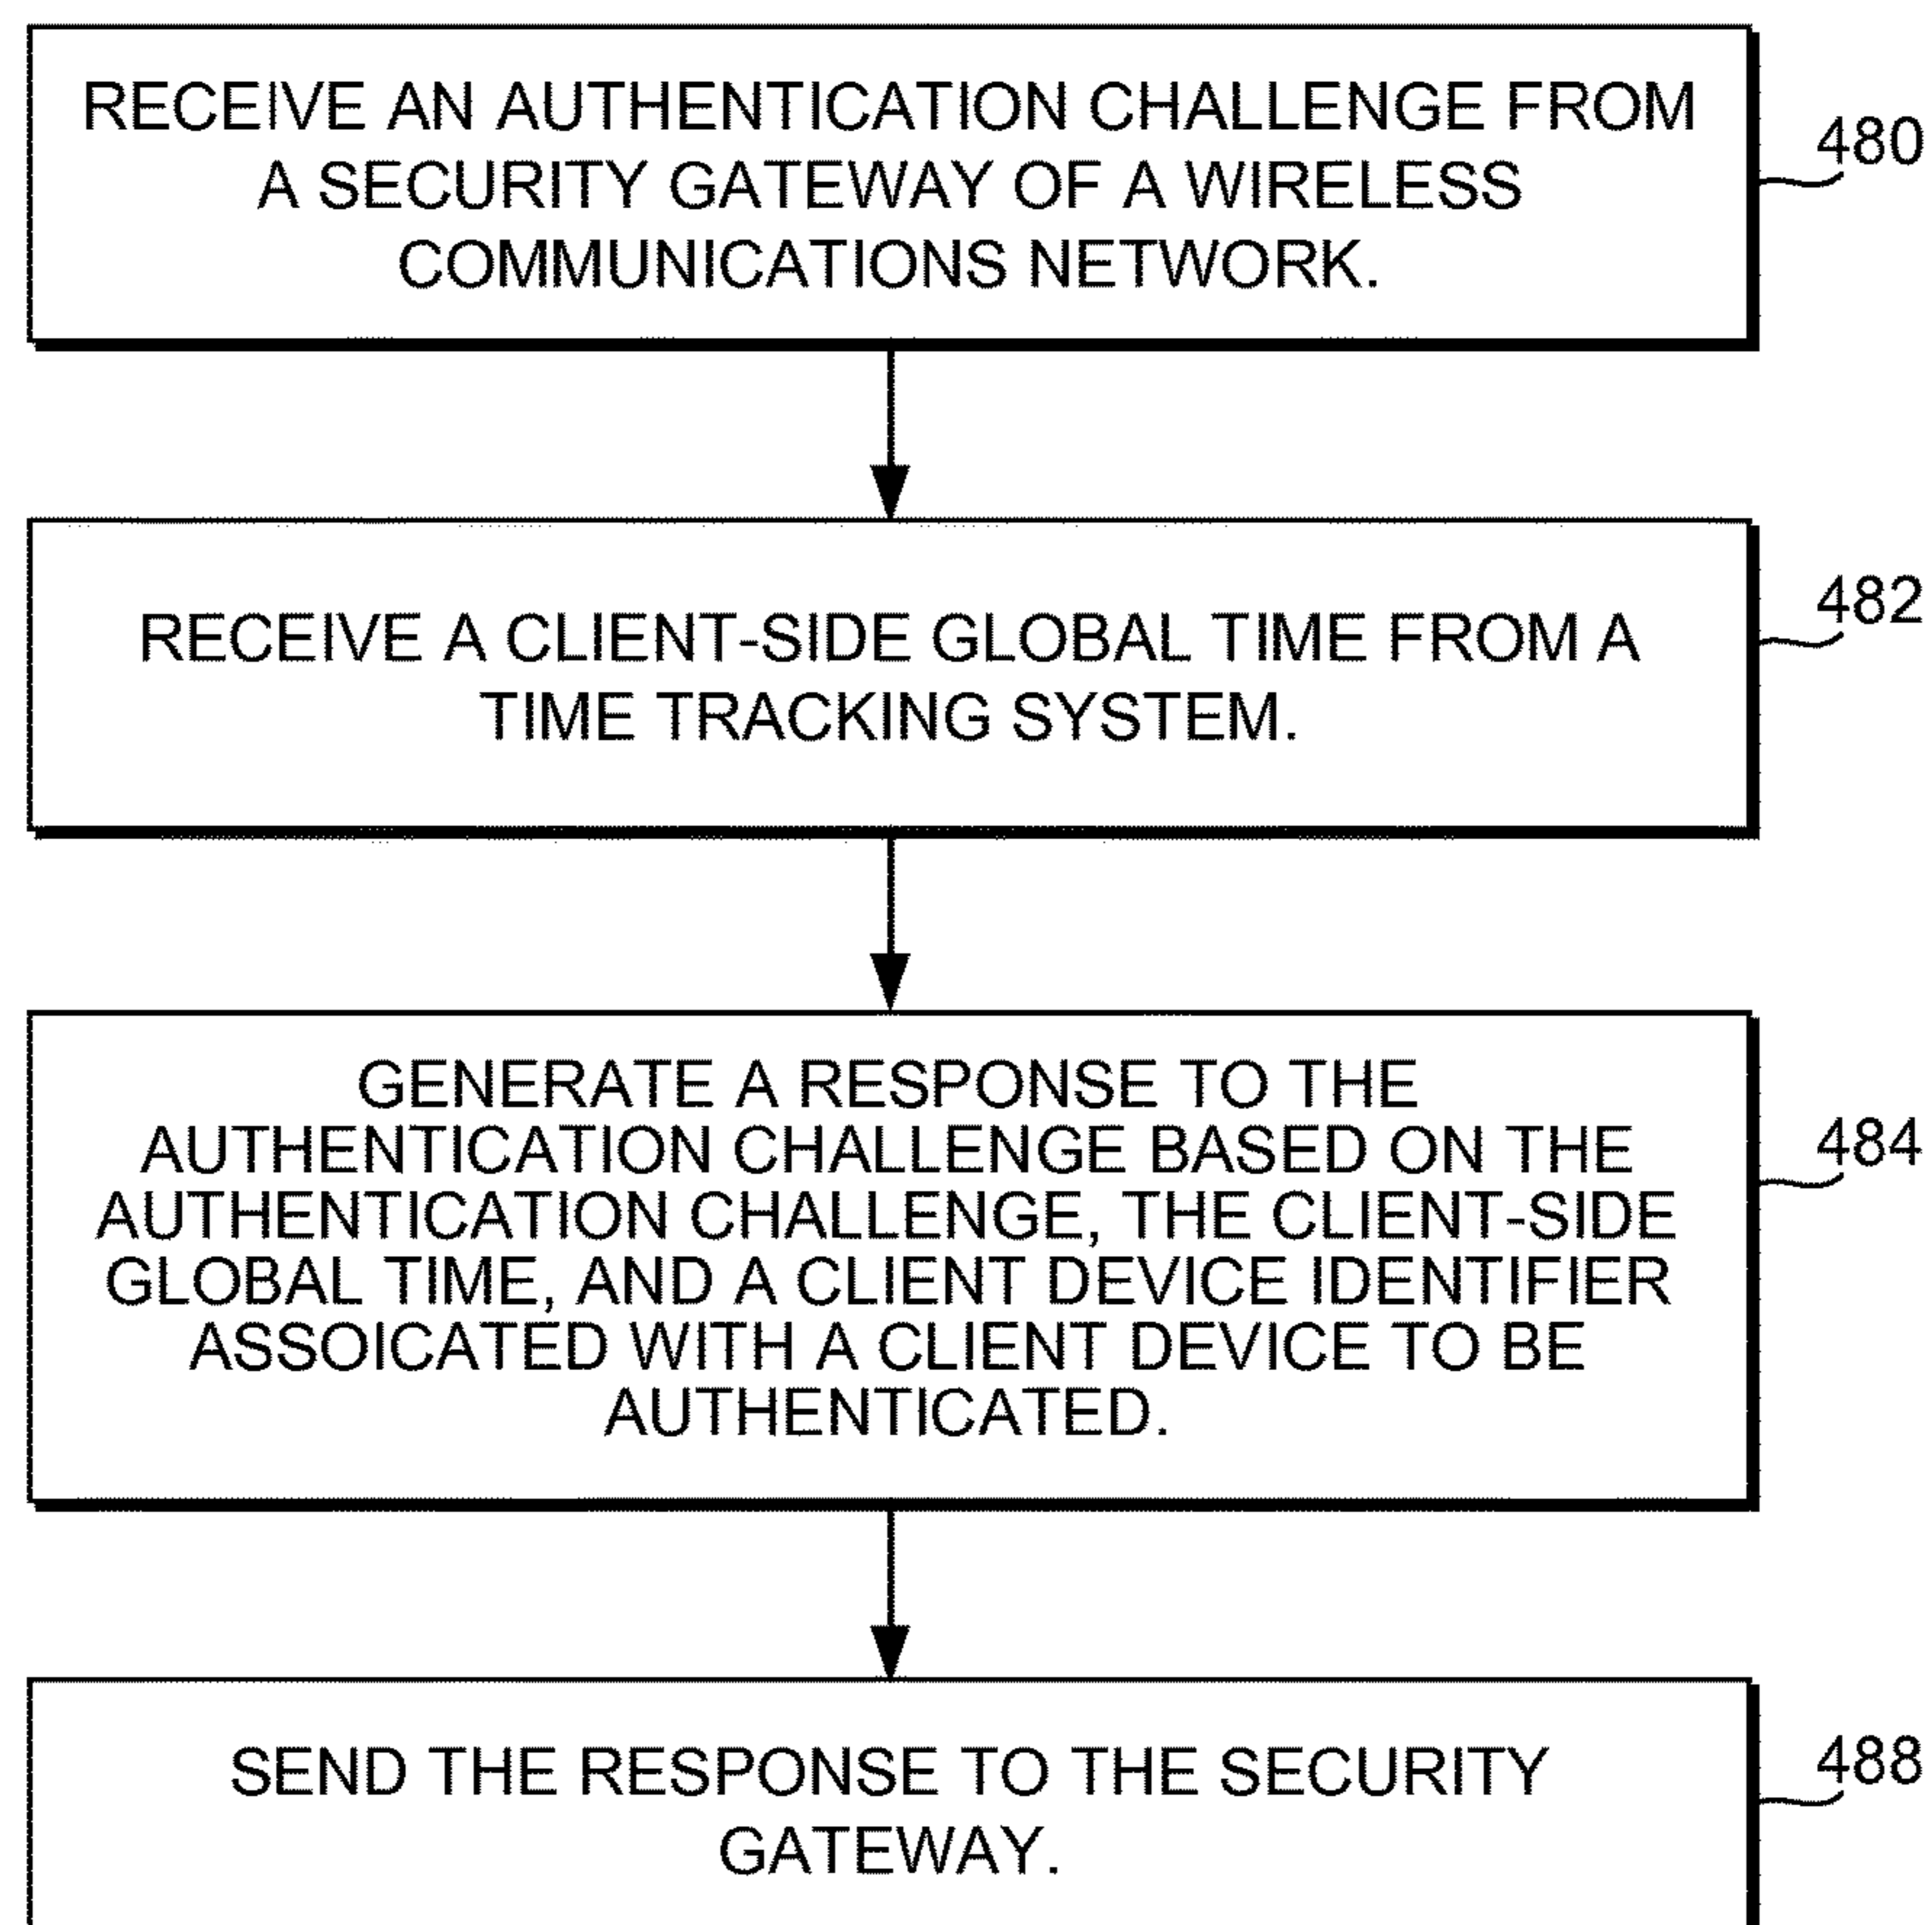 RECEIVE AN AUTHENTICATION CHALLENGE FROM
A SECURITY GATEWAY OF A WIRELESS
COMMUNICATIONS NETWORK.
480
RECEIVE A CLIENT-SIDE GLOBAL TIME FROM A
TIME TRACKING SYSTEM.
482
GENERATE A RESPONSE TO THE
AUTHENTICATION CHALLENGE BASED ON THE
AUTHENTICATION CHALLENGE, THE CLIENT-SIDE
GLOBAL TIME, AND A CLIENT DEVICE IDENTIFIER
ASSOICATED WITH A CLIENT DEVICE TO BE
AUTHENTICATED.
484
SEND THE RESPONSE TO THE SECURITY
GATEWAY.
488